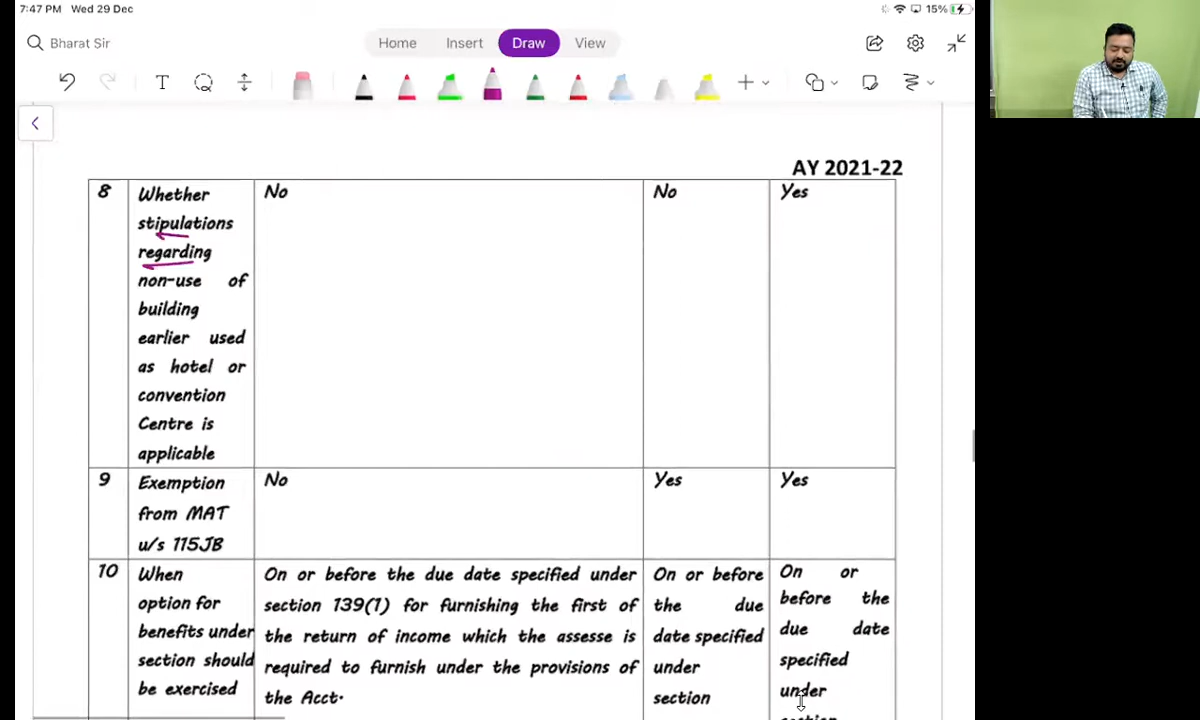 7:47 PM Wed 29 Dec
15%
Bharat Sir
Home Insert Draw View
T
AY 2021-22
8 Whether No No Yes
stipulations
regarding
non-use of
building
earlier used
as hotel or
convention
Centre is
applicable
9 Exemption No Yes Yes
from MAT
u/s 115JB
10 When On or before the due date specified under On or before On or
option for section 139(1) for furnishing the first of the due before the
benefits under the return of income which the assesse is date specified due date
section should required to furnish under the provisions of under specified
be exercised the Acct. section under
section